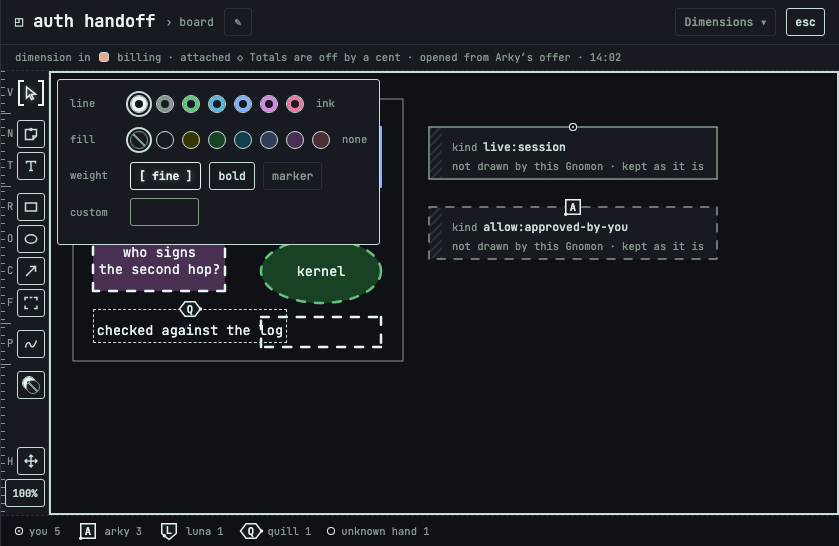 auth handoff › board ✎ Dimensions ▾ esc
dimension in billing · attached ◇ Totals are off by a cent · opened from Arky’s offer · 14:02
V
N
T
R
O
C
F
P
H
100%
line ink
fill none
weight [ fine ] bold marker
custom
who signs
the second hop?
kernel
Q
checked against the log
kind live:session
not drawn by this Gnomon · kept as it is
A
kind allow:approved-by-you
not drawn by this Gnomon · kept as it is
you 5 A arky 3 L luna 1 Q quill 1 unknown hand 1